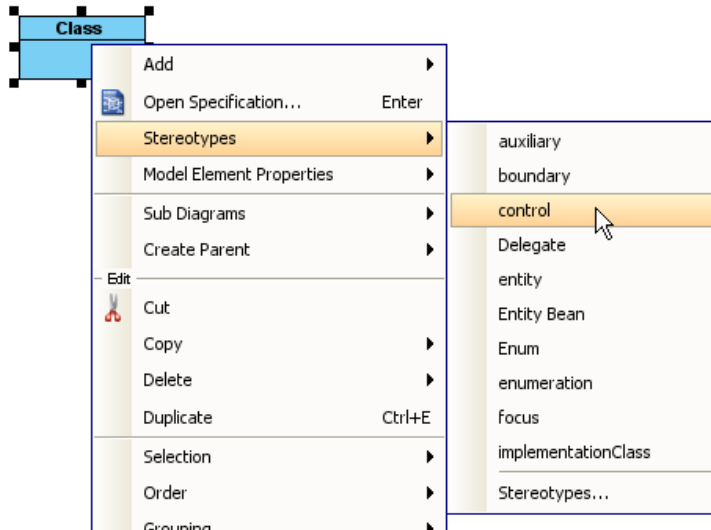 Class
Add
Open Specification... Enter
Stereotypes
Model Element Properties
Sub Diagrams
Create Parent
Edit
Cut
Copy
Delete
Duplicate Ctrl+E
Selection
Order
Grouping
auxiliary
boundary
control
Delegate
entity
Entity Bean
Enum
enumeration
focus
implementationClass
Stereotypes...